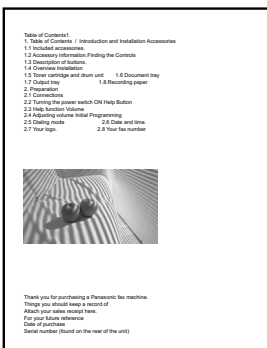 Table of Contents1.
1. Table of Contents / Introduction and Installation Accessories
1.1 Included accessories.
1.2 Accessory information.Finding the Controls
1.3 Description of buttons.
1.4 Overview Installation
1.5 Toner cartridge and drum unit 1.6 Document tray
1.7 Output tray 1.8 Recording paper
2. Preparation
2.1 Connections
2.2 Turning the power switch ON Help Button
2.3 Help function Volume
2.4 Adjusting volume Initial Programming
2.5 Dialing mode 2.6 Date and time.
2.7 Your logo. 2.8 Your fax number
Thank you for purchasing a Panasonic fax machine.
Things you should keep a record of
Attach your sales receipt here.
For your future reference
Date of purchase
Serial number (found on the rear of the unit)